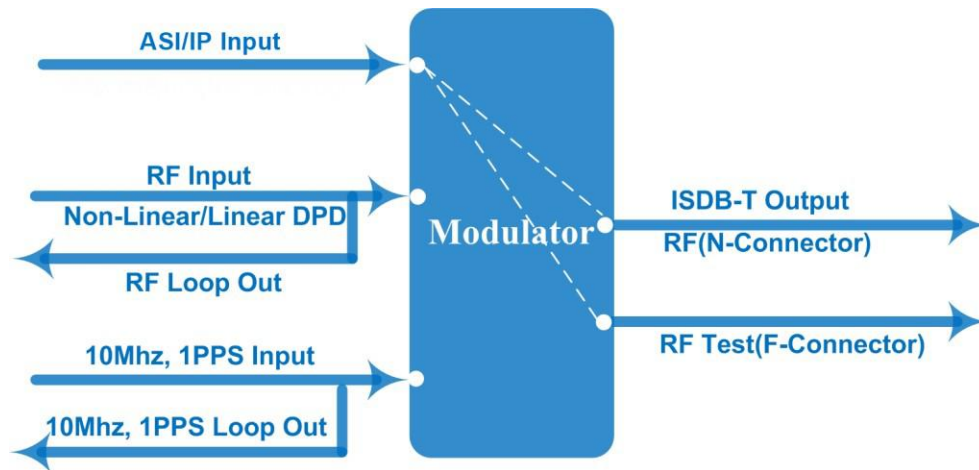 ASI/IP Input
RF Input
Non-Linear/Linear DPD
RF Loop Out
10Mhz, 1PPS Input
10Mhz, 1PPS Loop Out
Modulator
ISDB-T Output
RF(N-Connector)
RF Test(F-Connector)